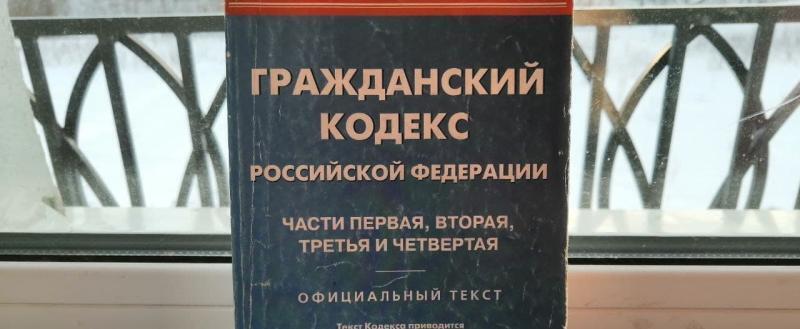 ГРАЖДАНСКИЙ
КОДЕКС
РОССИЙСКОЙ ФЕДЕРАЦИИ
ЧАСТИ ПЕРВАЯ, ВТОРАЯ,
ТРЕТЬЯ И ЧЕТВЕРТАЯ
ОФИЦИАЛЬНЫЙ ТЕКСТ
Текст Кодекса приводится